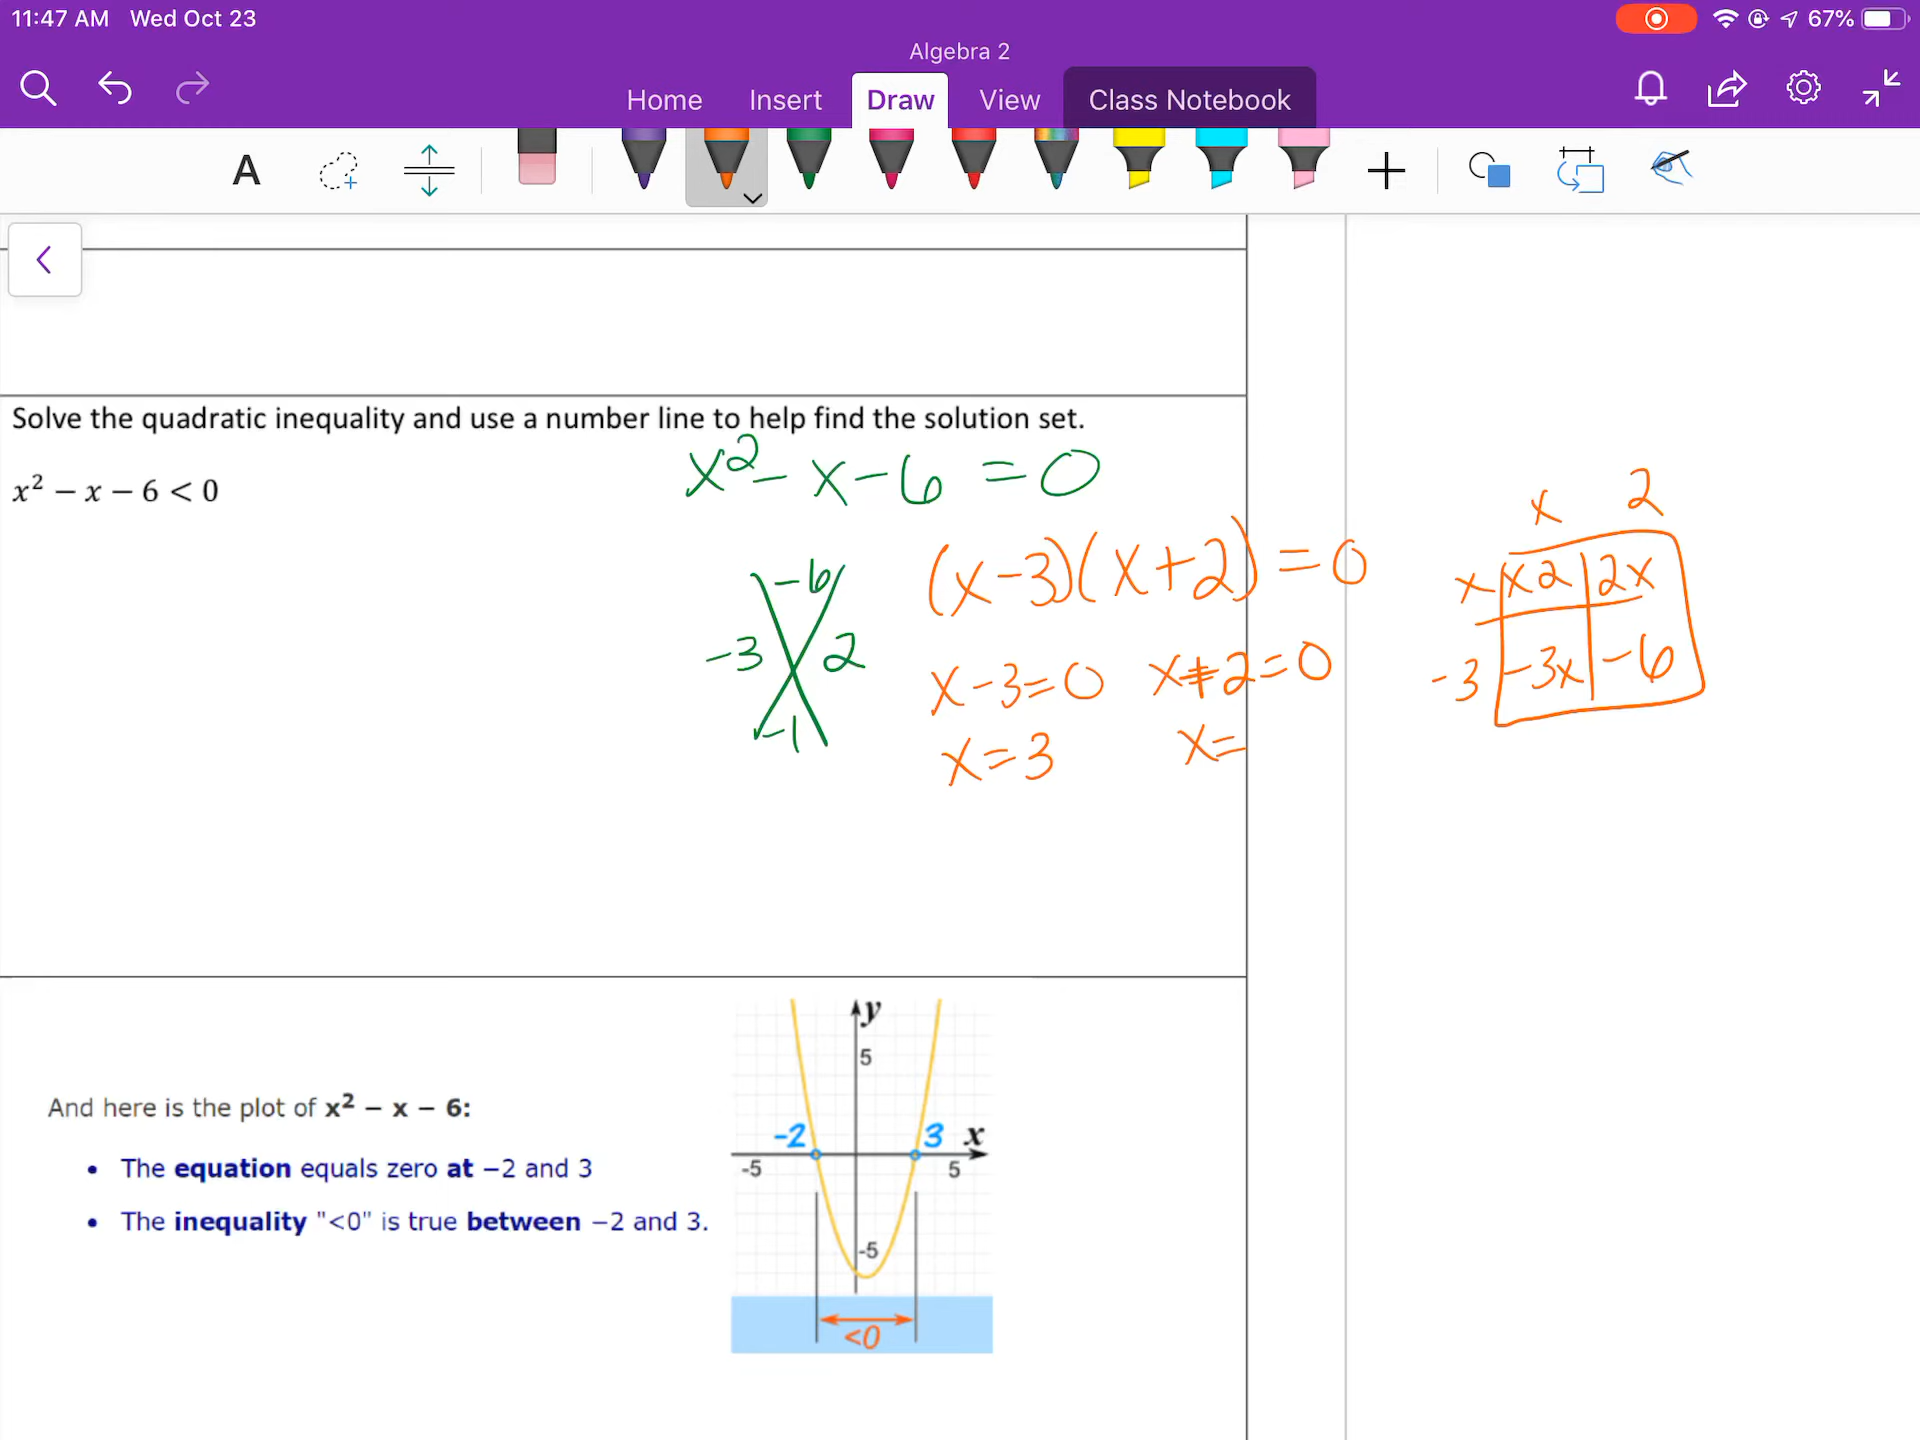 11:47 AM Wed Oct 23
67%
Algebra 2
Home Insert Draw View Class Notebook
A
Solve the quadratic inequality and use a number line to help find the solution set.
x² − x − 6 < 0
x² − x − 6 = 0
(x−3)(x+2) = 0
−6
−3 2
−1
x−3=0 x+2=0
x=3 x=
x 2
x x2 2x
-3 -3x -6
And here is the plot of x² − x − 6:
• The equation equals zero at −2 and 3
• The inequality "<0" is true between −2 and 3.
y
5
-2 3 x
-5 5
-5
<0